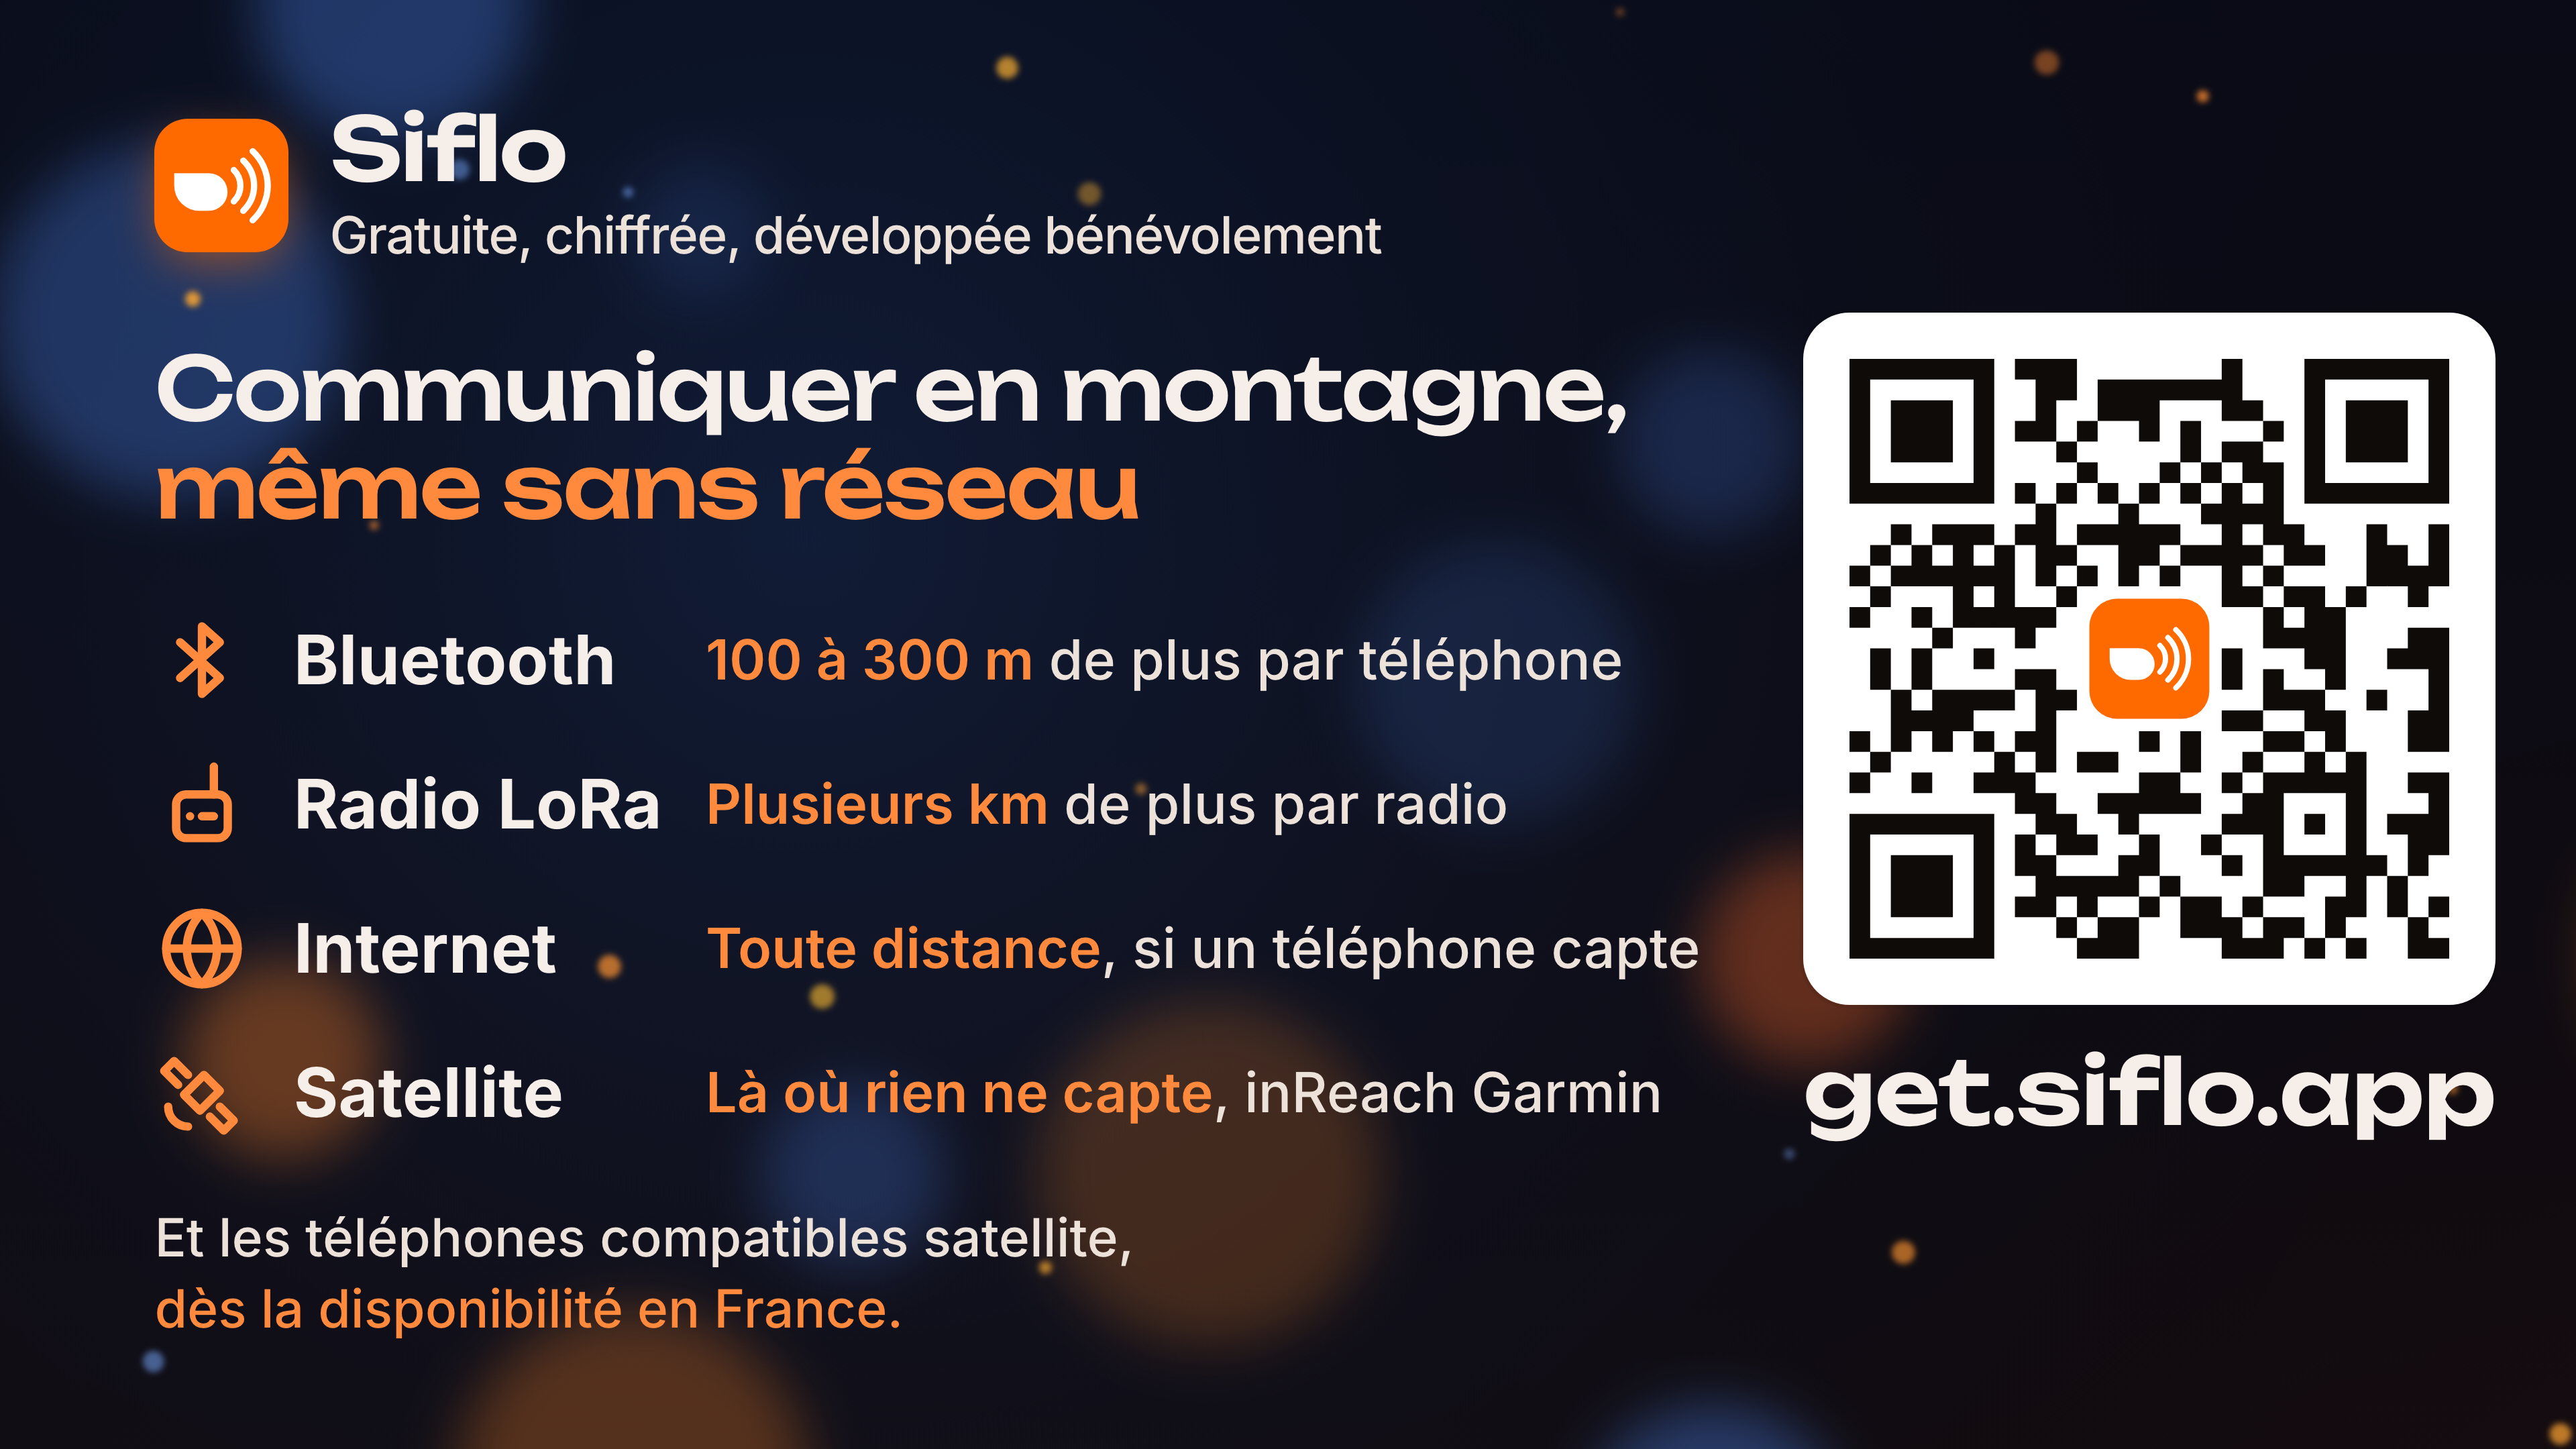 Siflo
Gratuite, chiffrée, développée bénévolement
Communiquer en montagne,
même sans réseau
Bluetooth 100 à 300 m de plus par téléphone
Radio LoRa Plusieurs km de plus par radio
Internet Toute distance, si un téléphone capte
Satellite Là où rien ne capte, inReach Garmin
Et les téléphones compatibles satellite,
dès la disponibilité en France.
get.siflo.app